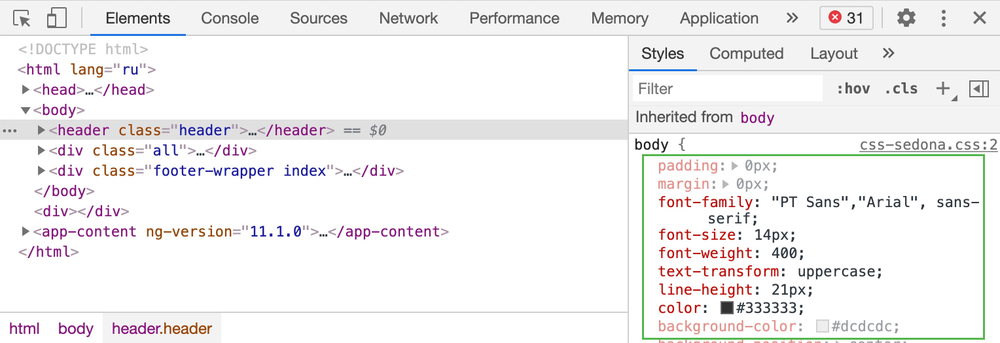 Elements Console Sources Network Performance Memory Application » 31
<!DOCTYPE html>
<html lang="ru">
<head>…</head>
<body>
<header class="header">…</header> == $0
<div class="all">…</div>
<div class="footer-wrapper index">…</div>
</body>
<div></div>
<app-content ng-version="11.1.0">…</app-content>
</html>
html body header.header
Styles Computed Layout »
Filter :hov .cls +
Inherited from body
body { css-sedona.css:2
padding: 0px;
margin: 0px;
font-family: "PT Sans","Arial", sans-
serif;
font-size: 14px;
font-weight: 400;
text-transform: uppercase;
line-height: 21px;
color: #333333;
background-color: #dcdcdc;
background-position: center;